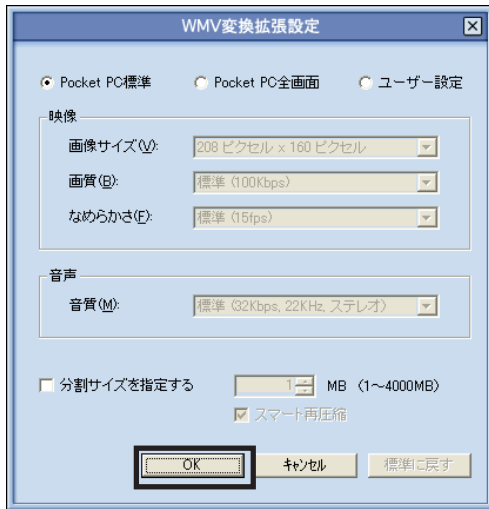 WMV変換拡張設定
Pocket PC標準 Pocket PC全画面 ユーザー設定
映像
画像サイズ(V): 208 ピクセル x 160 ピクセル
画質(B): 標準 (100Kbps)
なめらかさ(F): 標準 (15fps)
音声
音質(M): 標準 (32Kbps, 22KHz, ステレオ)
分割サイズを指定する 1 MB (1～4000MB)
スマート再圧縮
OK キャンセル 標準に戻す